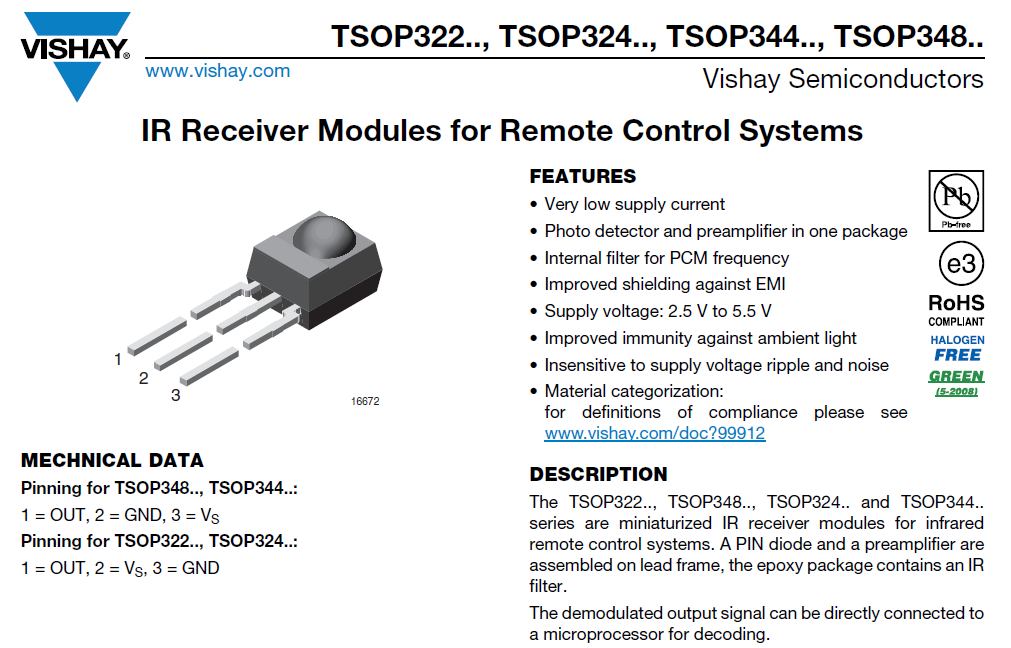 VISHAY®
www.vishay.com
TSOP322.., TSOP324.., TSOP344.., TSOP348..
Vishay Semiconductors
IR Receiver Modules for Remote Control Systems
1
2
3
16672
MECHNICAL DATA
Pinning for TSOP348.., TSOP344..:
1 = OUT, 2 = GND, 3 = VS
Pinning for TSOP322.., TSOP324..:
1 = OUT, 2 = VS, 3 = GND
FEATURES
• Very low supply current
• Photo detector and preamplifier in one package
• Internal filter for PCM frequency
• Improved shielding against EMI
• Supply voltage: 2.5 V to 5.5 V
• Improved immunity against ambient light
• Insensitive to supply voltage ripple and noise
• Material categorization:
for definitions of compliance please see
www.vishay.com/doc?99912
Pb
Pb-free
e3
RoHS
COMPLIANT
HALOGEN
FREE
GREEN
(5-2008)
DESCRIPTION
The TSOP322.., TSOP348.., TSOP324.. and TSOP344..
series are miniaturized IR receiver modules for infrared
remote control systems. A PIN diode and a preamplifier are
assembled on lead frame, the epoxy package contains an IR
filter.
The demodulated output signal can be directly connected to
a microprocessor for decoding.